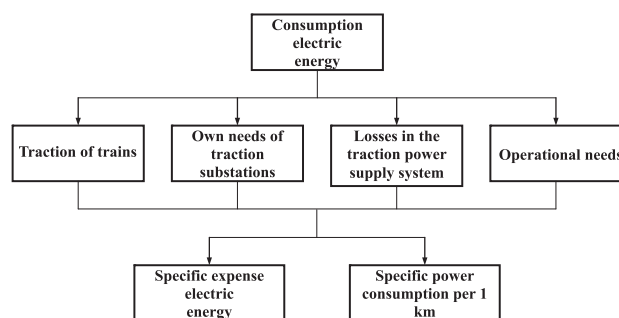 Consumption
electric
energy
Traction of trains
Own needs of
traction
substations
Losses in the
traction power
supply system
Operational needs
Specific expense
electric
energy
Specific power
consumption per 1
km